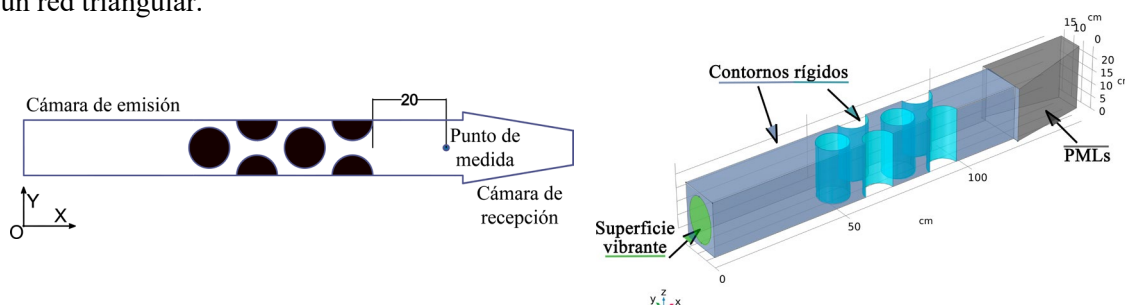 un red triangular.
Cámara de emisión
20
Punto de
medida
Cámara de
recepción
Y
X
O
Contornos rígidos
PMLs
Superficie
vibrante
15
10
cm
0
20
15
10
5
0
100
cm
50
0
y
z
x